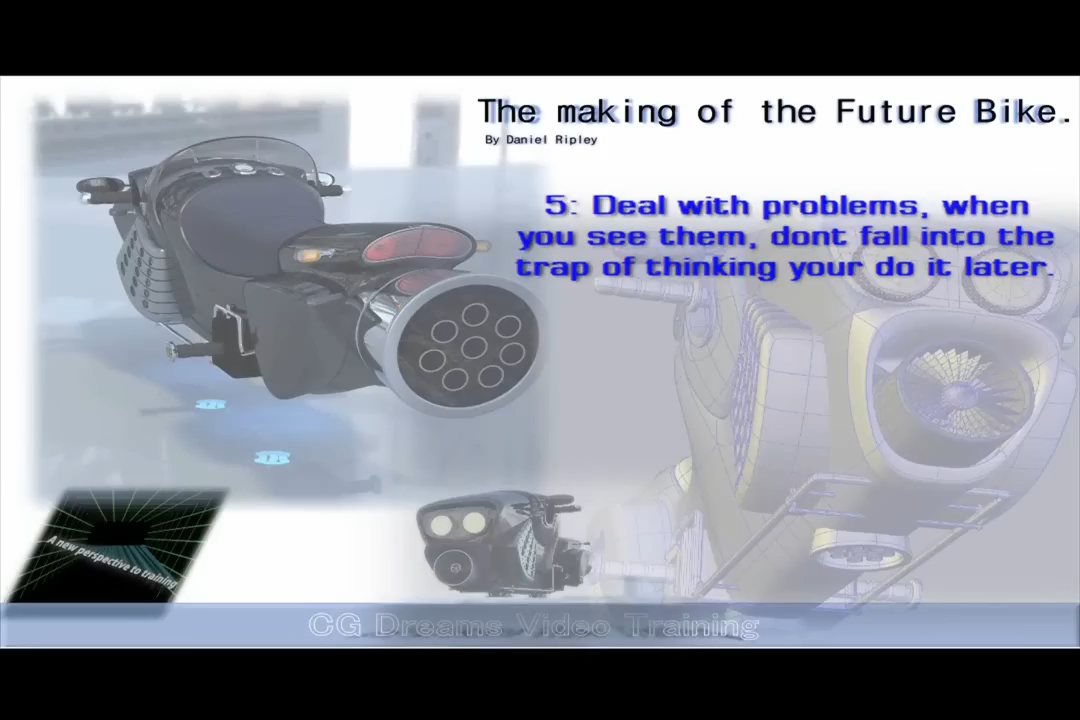 The making of the Future Bike.
By Daniel Ripley
5: Deal with problems, when
you see them, dont fall into the
trap of thinking your do it later.
A new perspective to training
CG Dreams Video Training